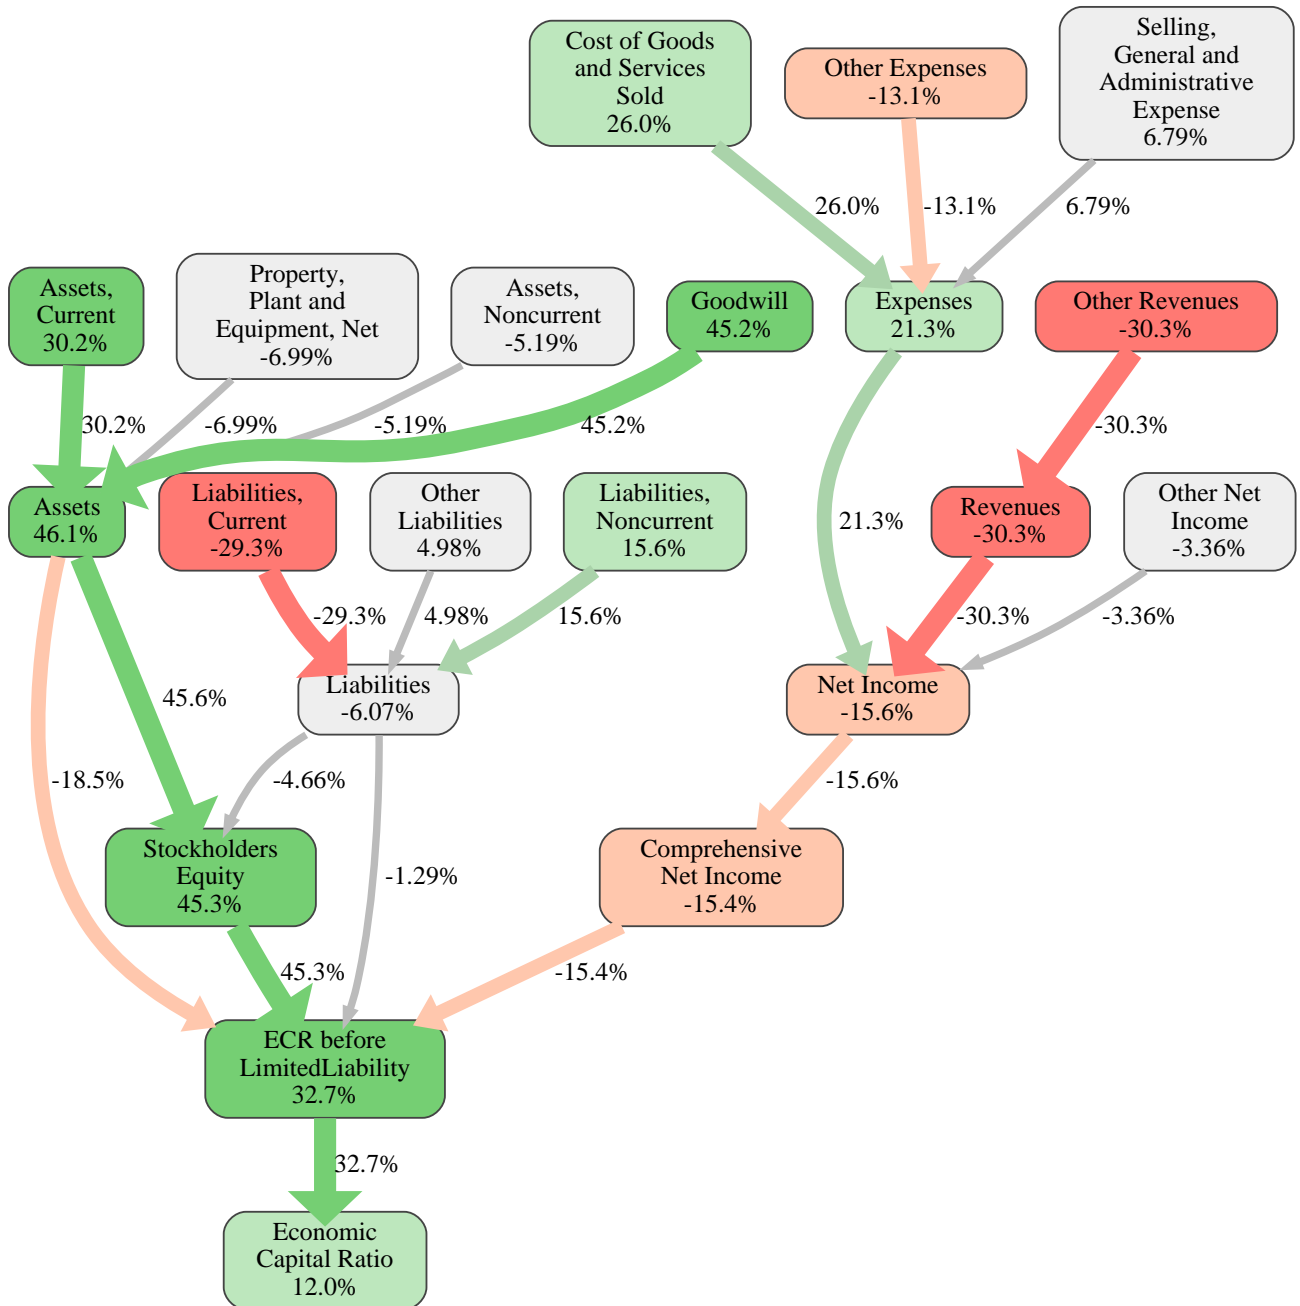 Cost of Goods
and Services
Sold
26.0%
Other Expenses
-13.1%
Selling,
General and
Administrative
Expense
6.79%
26.0%
-13.1%
6.79%
Assets,
Current
30.2%
Property,
Plant and
Equipment, Net
-6.99%
Assets,
Noncurrent
-5.19%
Goodwill
45.2%
Expenses
21.3%
Other Revenues
-30.3%
30.2%
-6.99%
-5.19%
45.2%
-30.3%
Assets
46.1%
Liabilities,
Current
-29.3%
Other
Liabilities
4.98%
Liabilities,
Noncurrent
15.6%
21.3%
Revenues
-30.3%
Other Net
Income
-3.36%
-29.3%
4.98%
15.6%
-30.3%
-3.36%
45.6%
Liabilities
-6.07%
Net Income
-15.6%
-18.5%
-4.66%
-15.6%
Stockholders
Equity
45.3%
-1.29%
Comprehensive
Net Income
-15.4%
45.3%
-15.4%
ECR before
LimitedLiability
32.7%
32.7%
Economic
Capital Ratio
12.0%